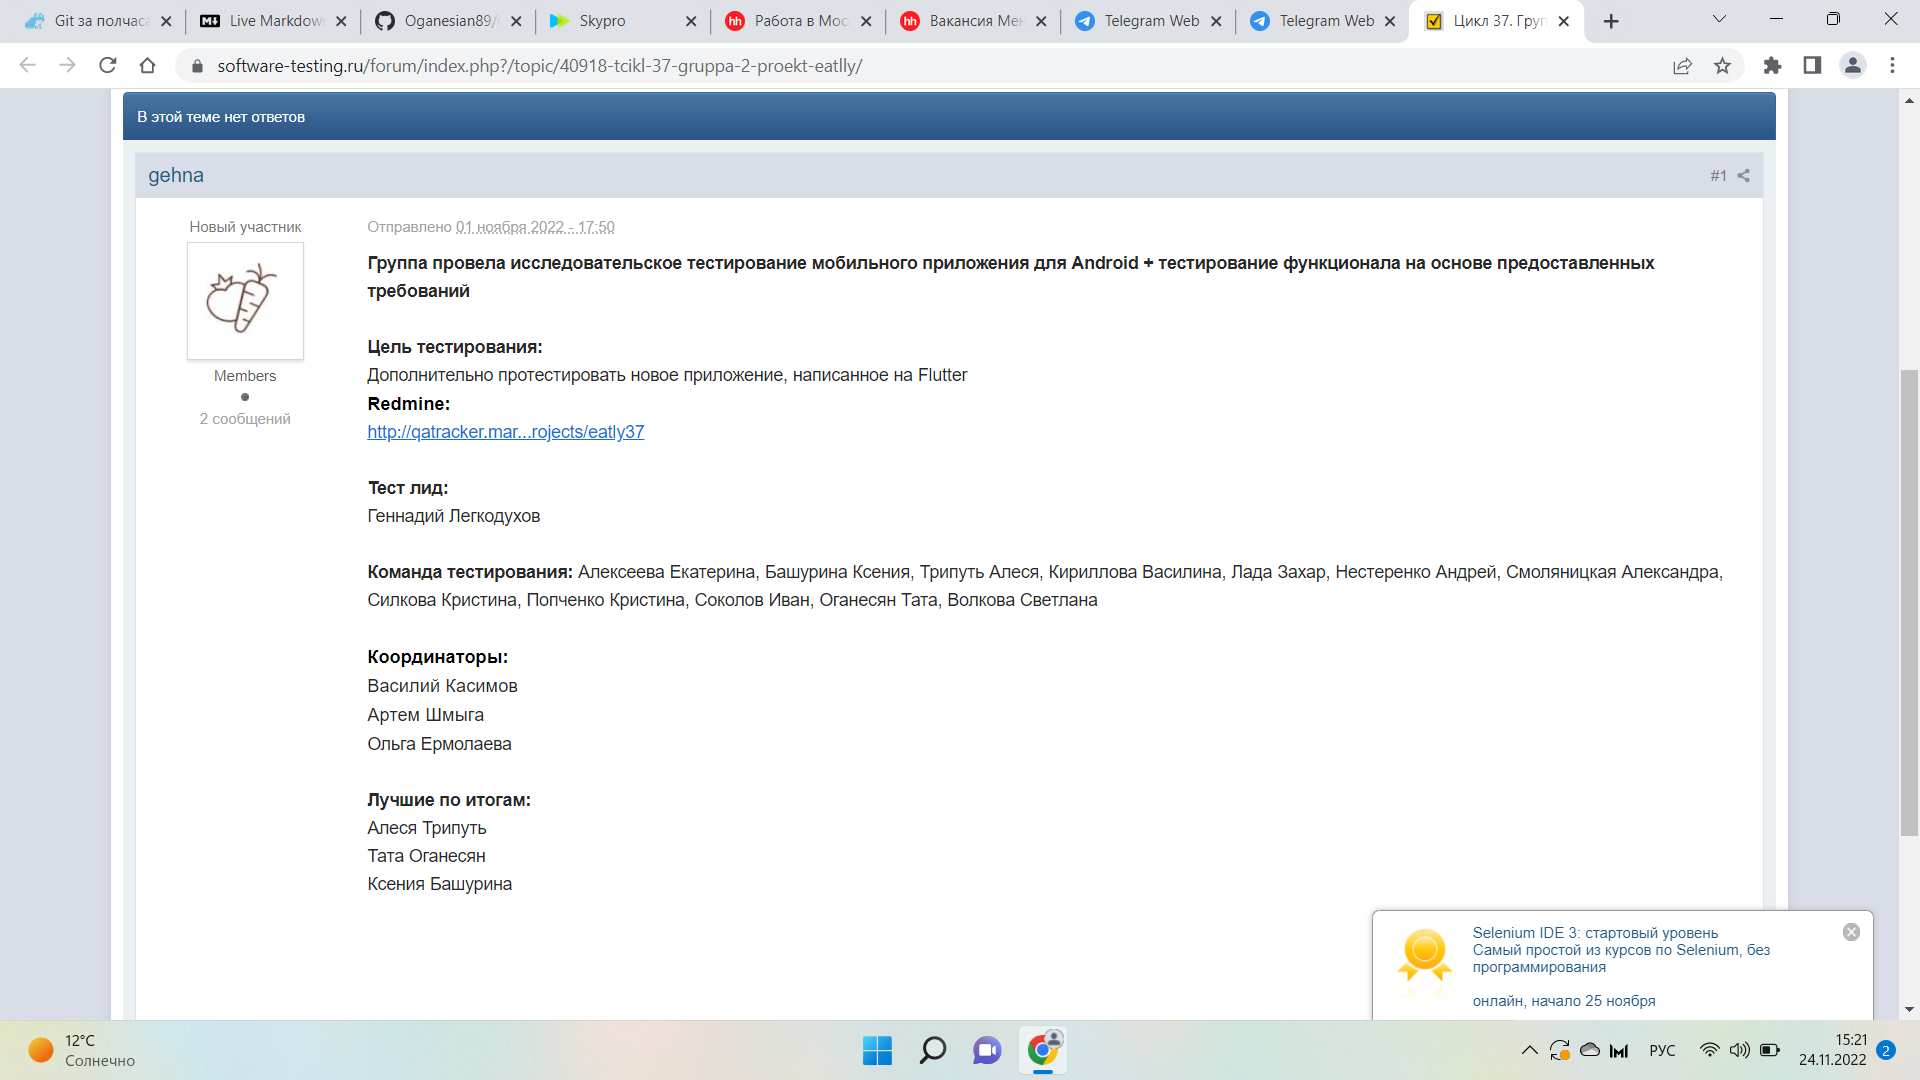 Git за полчаса
Live Markdown
Oganesian89/
Skypro
Работа в Мос
Вакансия Мен
Telegram Web
Telegram Web
Цикл 37. Груп
software-testing.ru/forum/index.php?/topic/40918-tcikl-37-gruppa-2-proekt-eatlly/
В этой теме нет ответов
gehna
#1
Новый участник
Members
2 сообщений
Отправлено 01 ноября 2022 - 17:50
Группа провела исследовательское тестирование мобильного приложения для Android + тестирование функционала на основе предоставленных
требований
Цель тестирования:
Дополнительно протестировать новое приложение, написанное на Flutter
Redmine:
http://qatracker.mar...rojects/eatly37
Тест лид:
Геннадий Легкодухов
Команда тестирования: Алексеева Екатерина, Башурина Ксения, Трипуть Алеся, Кириллова Василина, Лада Захар, Нестеренко Андрей, Смоляницкая Александра,
Силкова Кристина, Попченко Кристина, Соколов Иван, Оганесян Тата, Волкова Светлана
Координаторы:
Василий Касимов
Артем Шмыга
Ольга Ермолаева
Лучшие по итогам:
Алеся Трипуть
Тата Оганесян
Ксения Башурина
Selenium IDE 3: стартовый уровень
Самый простой из курсов по Selenium, без
программирования
онлайн, начало 25 ноября
12°C
Солнечно
РУС
15:21
24.11.2022
2